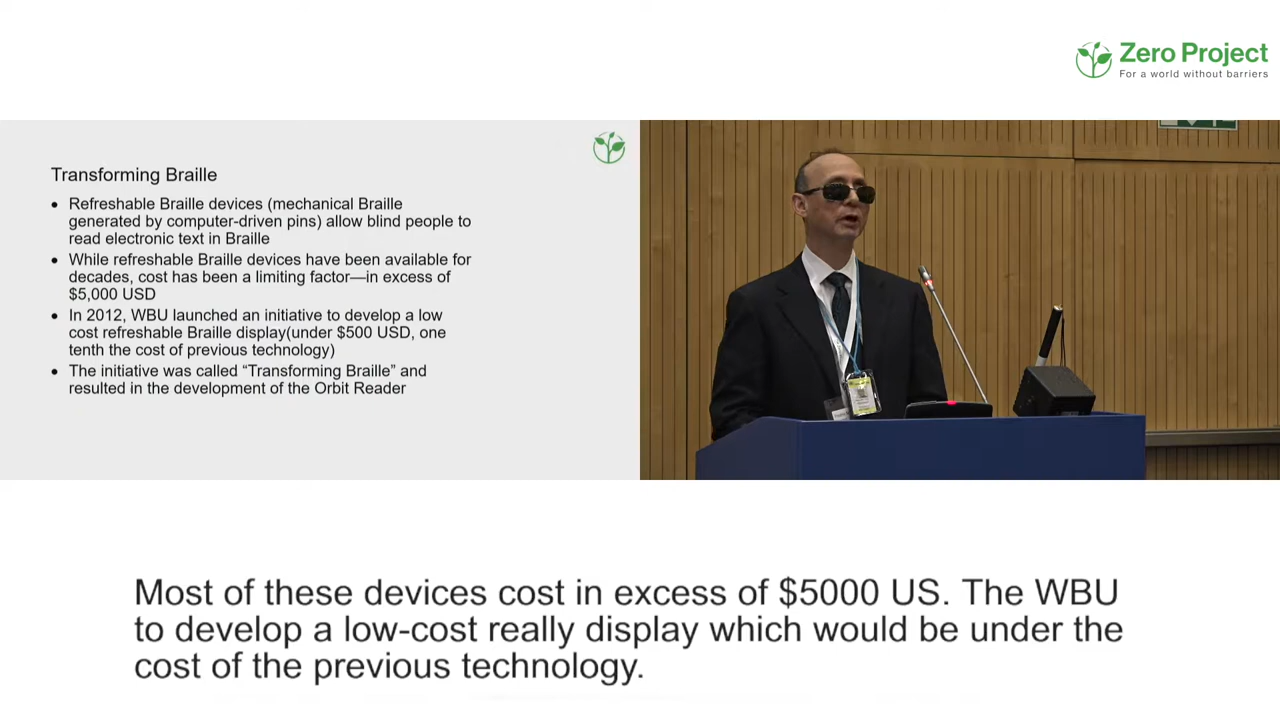 Zero Project
For a world without barriers
Transforming Braille
• Refreshable Braille devices (mechanical Braille
generated by computer-driven pins) allow blind people to
read electronic text in Braille
• While refreshable Braille devices have been available for
decades, cost has been a limiting factor—in excess of
$5,000 USD
• In 2012, WBU launched an initiative to develop a low
cost refreshable Braille display(under $500 USD, one
tenth the cost of previous technology)
• The initiative was called “Transforming Braille” and
resulted in the development of the Orbit Reader
Most of these devices cost in excess of $5000 US. The WBU
to develop a low-cost really display which would be under the
cost of the previous technology.